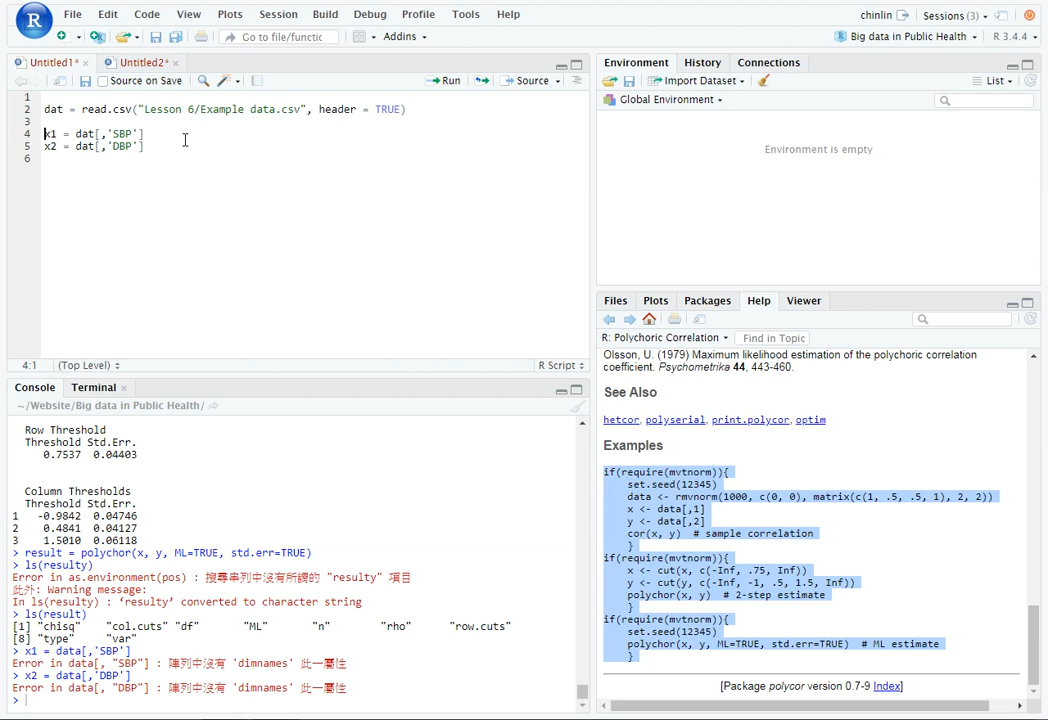 R File Edit Code View Plots Session Build Debug Profile Tools Help chinlin Sessions (3)
Go to file/functic Addins Big data in Public Health R 3.4.4
Untitled1* × Untitled2* ×
Source on Save Run Source
1
2 dat = read.csv("Lesson 6/Example data.csv", header = TRUE)
3
4 x1 = dat[,'SBP']
5 x2 = dat[,'DBP']
6
4:1 (Top Level) R Script
Console Terminal ×
~/Website/Big data in Public Health/
Row Threshold
Threshold Std.Err.
0.7537 0.04403
Column Thresholds
Threshold Std.Err.
1 -0.9842 0.04746
2 0.4841 0.04127
3 1.5010 0.06118
> result = polychor(x, y, ML=TRUE, std.err=TRUE)
> ls(resulty)
Error in as.environment(pos) : 搜尋串列中沒有所謂的 "resulty" 項目
此外: Warning message:
In ls(resulty) : ‘resulty’ converted to character string
> ls(result)
[1] "chisq" "col.cuts" "df" "ML" "n" "rho" "row.cuts"
[8] "type" "var"
> x1 = data[,'SBP']
Error in data[, "SBP"] : 陣列中沒有 'dimnames' 此一屬性
> x2 = data[,'DBP']
Error in data[, "DBP"] : 陣列中沒有 'dimnames' 此一屬性
>
Environment History Connections
Import Dataset List
Global Environment
Environment is empty
Files Plots Packages Help Viewer
R: Polychoric Correlation Find in Topic
Olsson, U. (1979) Maximum likelihood estimation of the polychoric correlation
coefficient. Psychometrika 44, 443-460.
See Also
hetcor, polyserial, print.polycor, optim
Examples
if(require(mvtnorm)){
set.seed(12345)
data <- rmvnorm(1000, c(0, 0), matrix(c(1, .5, .5, 1), 2, 2))
x <- data[,1]
y <- data[,2]
cor(x, y) # sample correlation
}
if(require(mvtnorm)){
x <- cut(x, c(-Inf, .75, Inf))
y <- cut(y, c(-Inf, -1, .5, 1.5, Inf))
polychor(x, y) # 2-step estimate
}
if(require(mvtnorm)){
set.seed(12345)
polychor(x, y, ML=TRUE, std.err=TRUE) # ML estimate
}
[Package polycor version 0.7-9 Index]